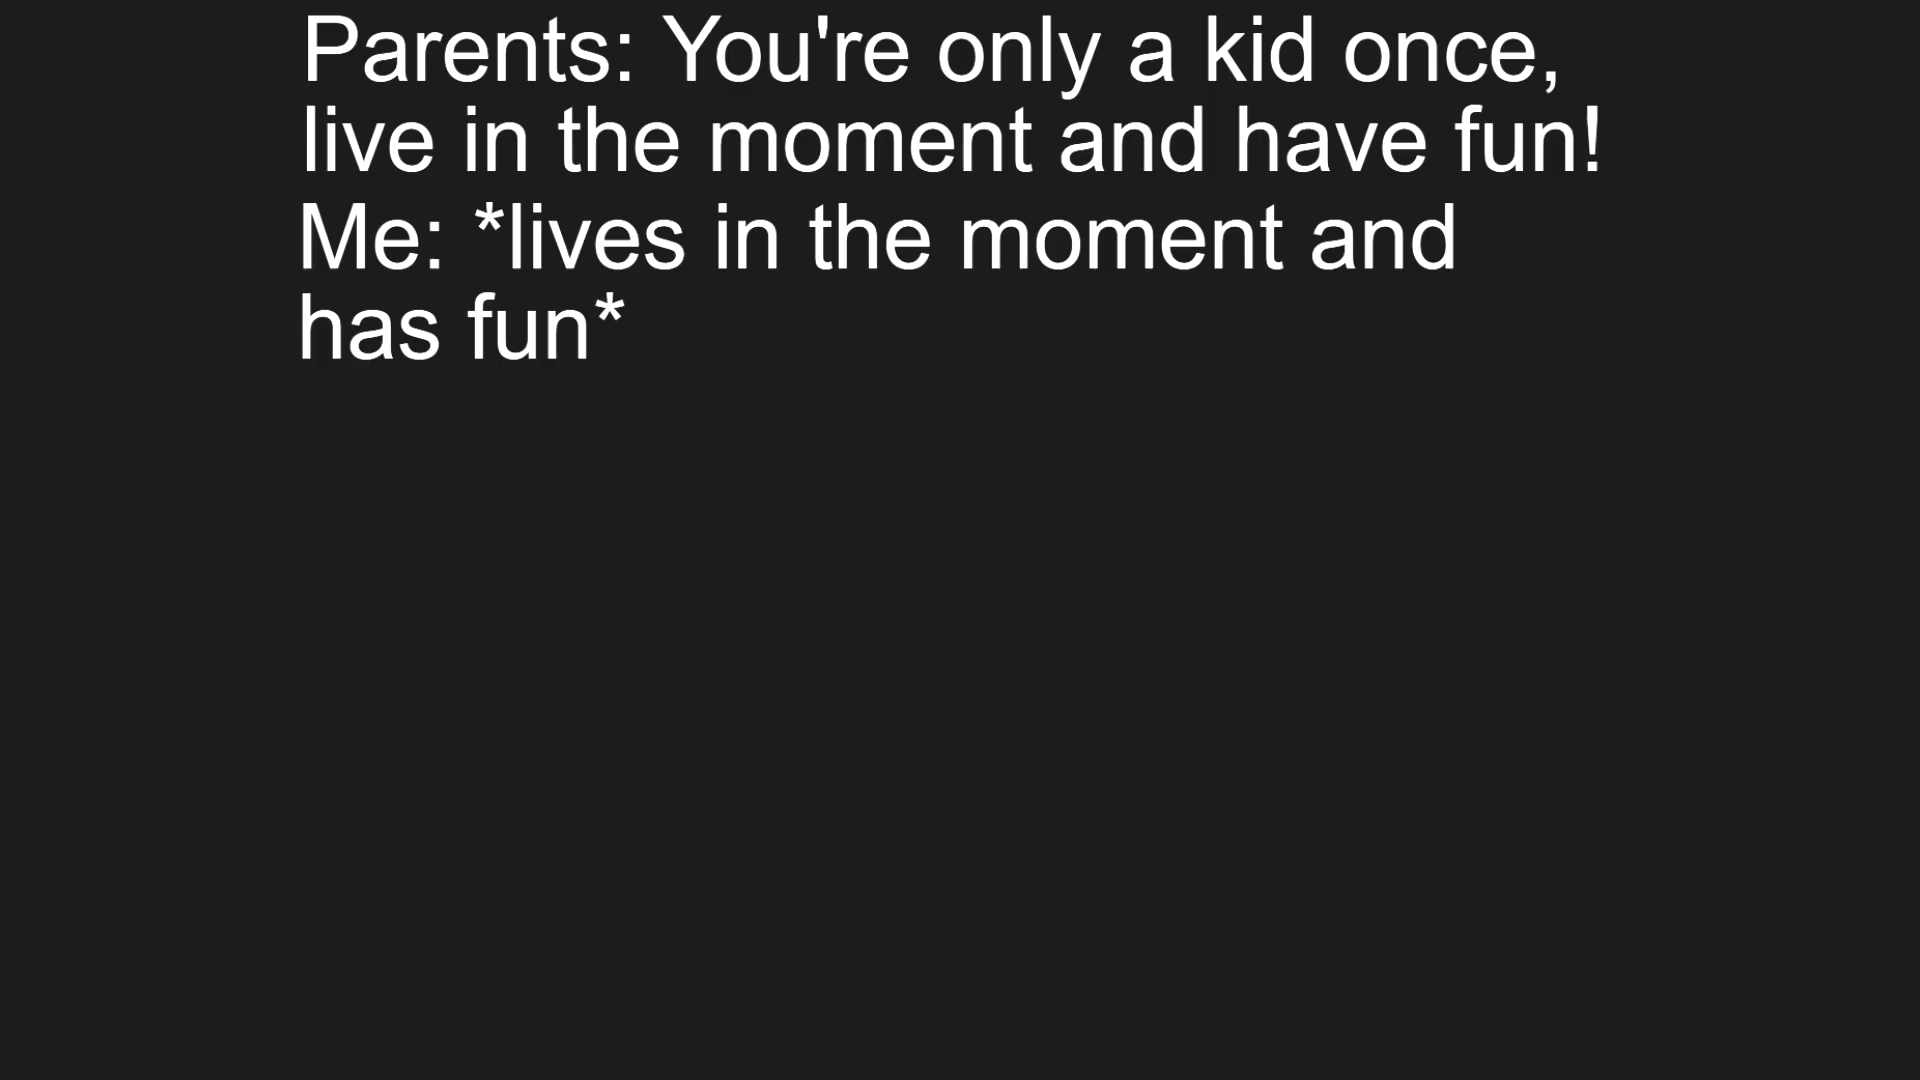 Parents: You're only a kid once,
live in the moment and have fun!
Me: *lives in the moment and
has fun*